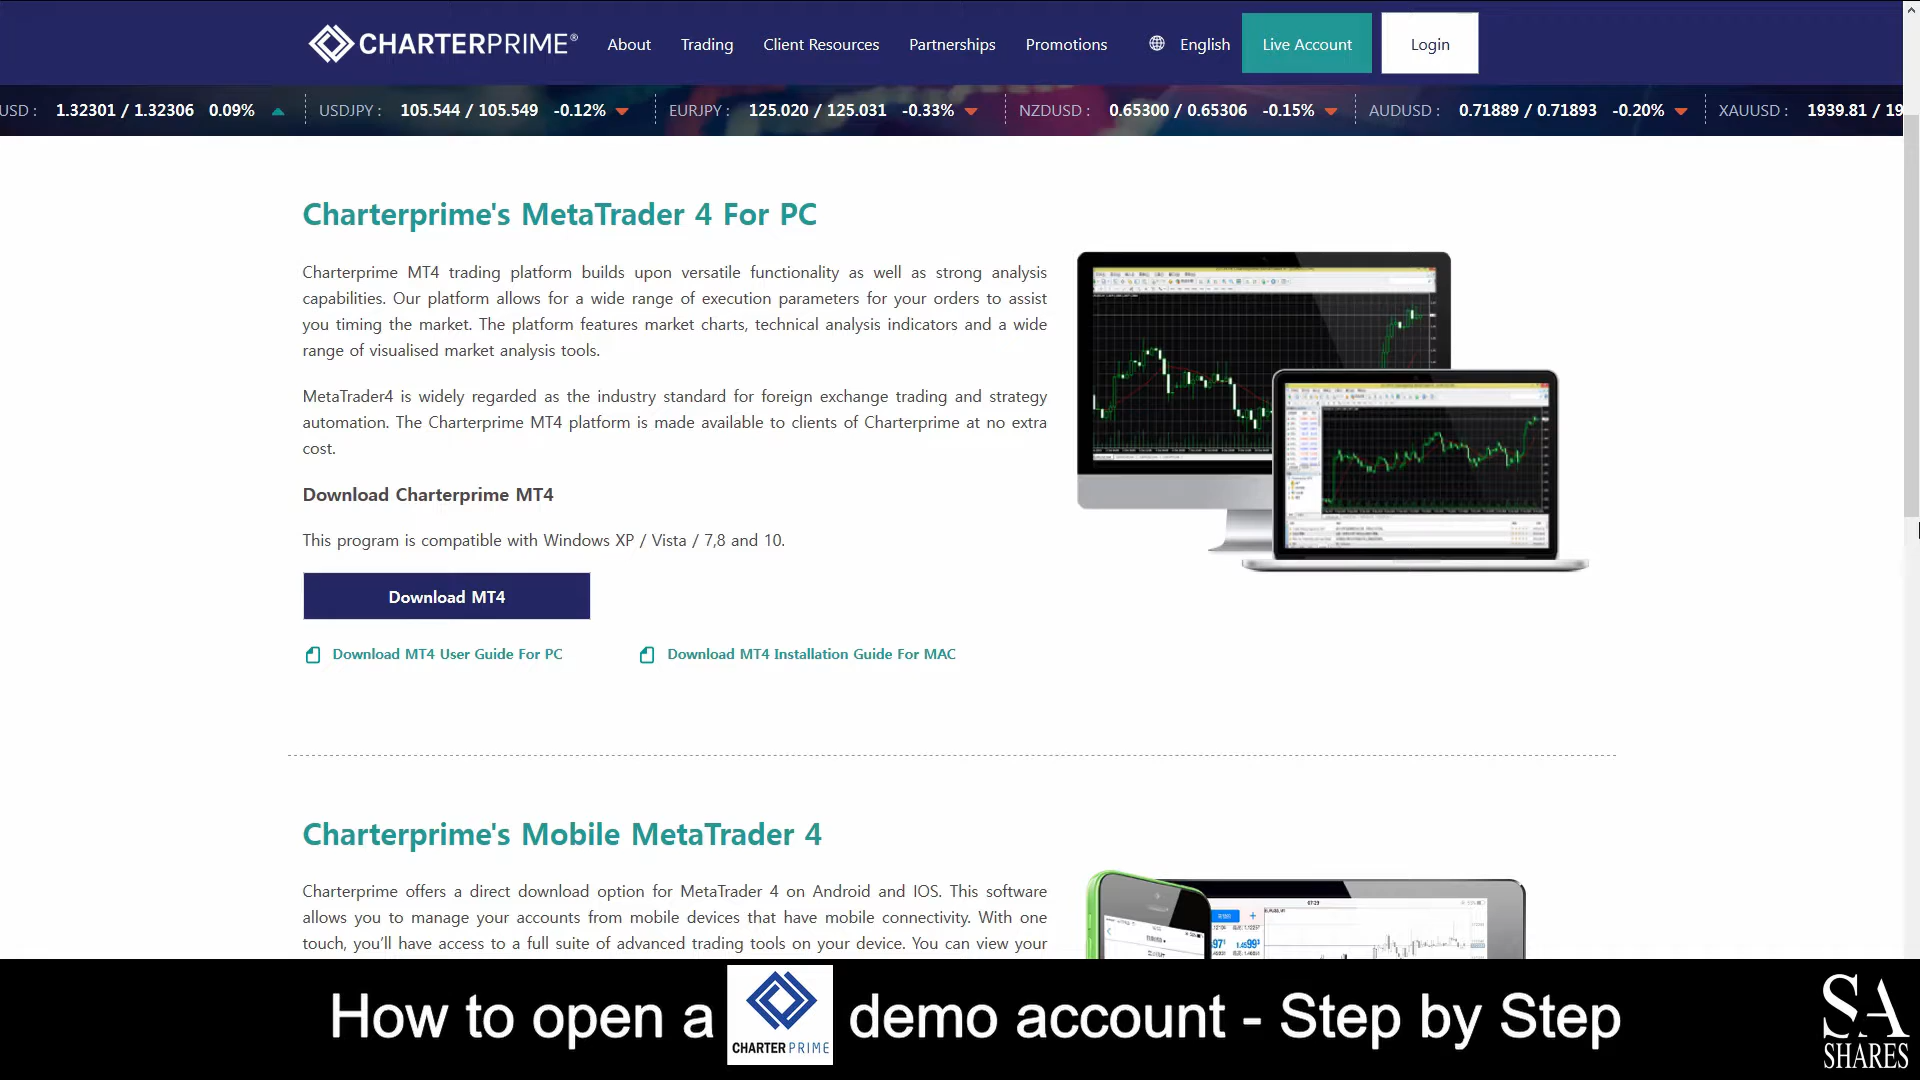 CHARTERPRIME®
About
Trading
Client Resources
Partnerships
Promotions
English
Live Account
Login
USD : 1.32301 / 1.32306 0.09%
USDJPY : 105.544 / 105.549 -0.12%
EURJPY : 125.020 / 125.031 -0.33%
NZDUSD : 0.65300 / 0.65306 -0.15%
AUDUSD : 0.71889 / 0.71893 -0.20%
XAUUSD : 1939.81 / 19
Charterprime's MetaTrader 4 For PC
Charterprime MT4 trading platform builds upon versatile functionality as well as strong analysis
capabilities. Our platform allows for a wide range of execution parameters for your orders to assist
you timing the market. The platform features market charts, technical analysis indicators and a wide
range of visualised market analysis tools.
MetaTrader4 is widely regarded as the industry standard for foreign exchange trading and strategy
automation. The Charterprime MT4 platform is made available to clients of Charterprime at no extra
cost.
Download Charterprime MT4
This program is compatible with Windows XP / Vista / 7,8 and 10.
Download MT4
Download MT4 User Guide For PC
Download MT4 Installation Guide For MAC
Charterprime's Mobile MetaTrader 4
Charterprime offers a direct download option for MetaTrader 4 on Android and IOS. This software
allows you to manage your accounts from mobile devices that have mobile connectivity. With one
touch, you’ll have access to a full suite of advanced trading tools on your device. You can view your
How to open a
CHARTER PRIME
demo account - Step by Step
SA
SHARES